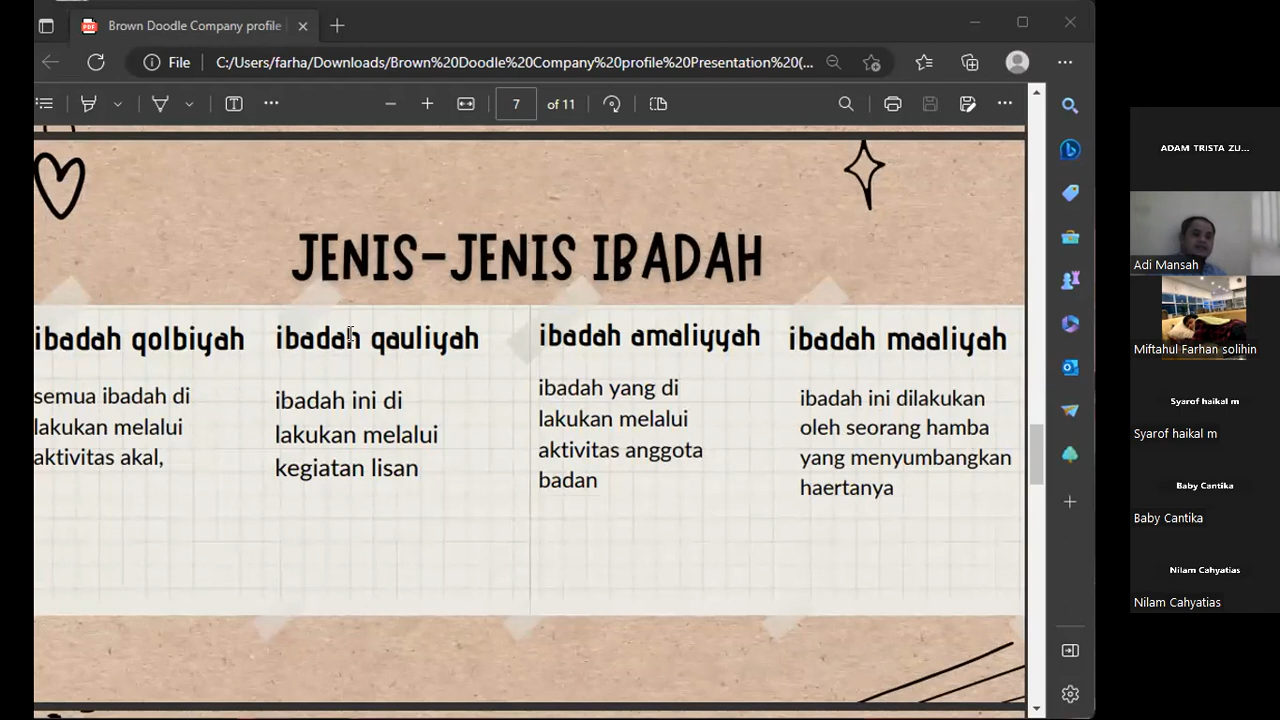 Brown Doodle Company profile
File
C:/Users/farha/Downloads/Brown%20Doodle%20Company%20profile%20Presentation%20(...
7 of 11
JENIS-JENIS IBADAH
ibadah qolbiyah
semua ibadah di
lakukan melalui
aktivitas akal,
ibadah qauliyah
ibadah ini di
lakukan melalui
kegiatan lisan
ibadah amaliyyah
ibadah yang di
lakukan melalui
aktivitas anggota
badan
ibadah maaliyah
ibadah ini dilakukan
oleh seorang hamba
yang menyumbangkan
haertanya
ADAM TRISTA ZU...
Adi Mansah
Miftahul Farhan solihin
Syarof haikal m
Syarof haikal m
Baby Cantika
Baby Cantika
Nilam Cahyatias
Nilam Cahyatias